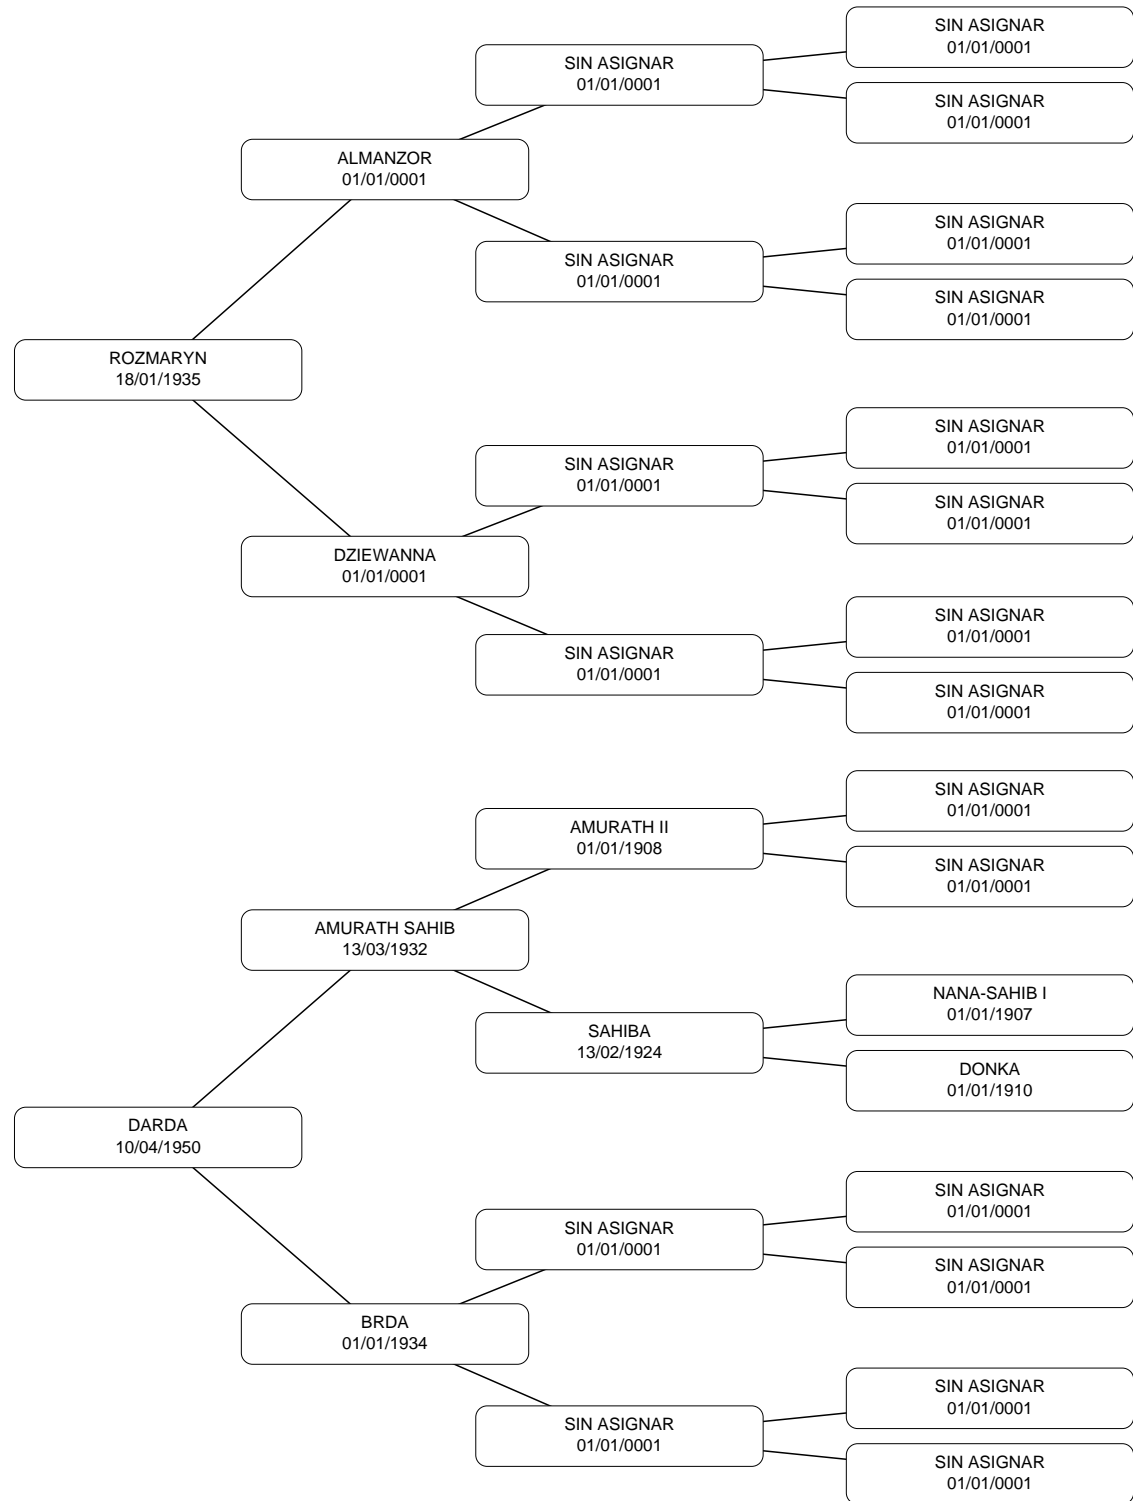 SIN ASIGNAR
01/01/0001
SIN ASIGNAR
01/01/0001
SIN ASIGNAR
01/01/0001
ALMANZOR
01/01/0001
SIN ASIGNAR
01/01/0001
SIN ASIGNAR
01/01/0001
SIN ASIGNAR
01/01/0001
ROZMARYN
18/01/1935
SIN ASIGNAR
01/01/0001
SIN ASIGNAR
01/01/0001
SIN ASIGNAR
01/01/0001
DZIEWANNA
01/01/0001
SIN ASIGNAR
01/01/0001
SIN ASIGNAR
01/01/0001
SIN ASIGNAR
01/01/0001
SIN ASIGNAR
01/01/0001
AMURATH II
01/01/1908
SIN ASIGNAR
01/01/0001
AMURATH SAHIB
13/03/1932
NANA-SAHIB I
01/01/1907
SAHIBA
13/02/1924
DONKA
01/01/1910
DARDA
10/04/1950
SIN ASIGNAR
01/01/0001
SIN ASIGNAR
01/01/0001
SIN ASIGNAR
01/01/0001
BRDA
01/01/1934
SIN ASIGNAR
01/01/0001
SIN ASIGNAR
01/01/0001
SIN ASIGNAR
01/01/0001